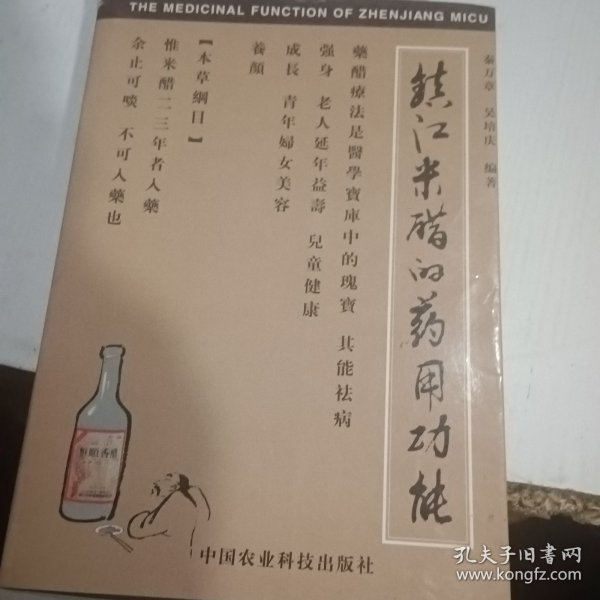 THE MEDICINAL FUNCTION OF ZHENJIANG MICU
秦万章 吴培庆 编著
鎮江米醋的药用功能
藥醋療法是醫學寶庫中的瑰寶 其能祛病
强身 老人延年益壽 兒童健康
成長 青年婦女美容
養顔
【本草綱目】
惟米醋二三年者入藥
余止可啖 不可入藥也
恒順香醋
中国农业科技出版社
孔夫子旧书网
www.kongfz.com